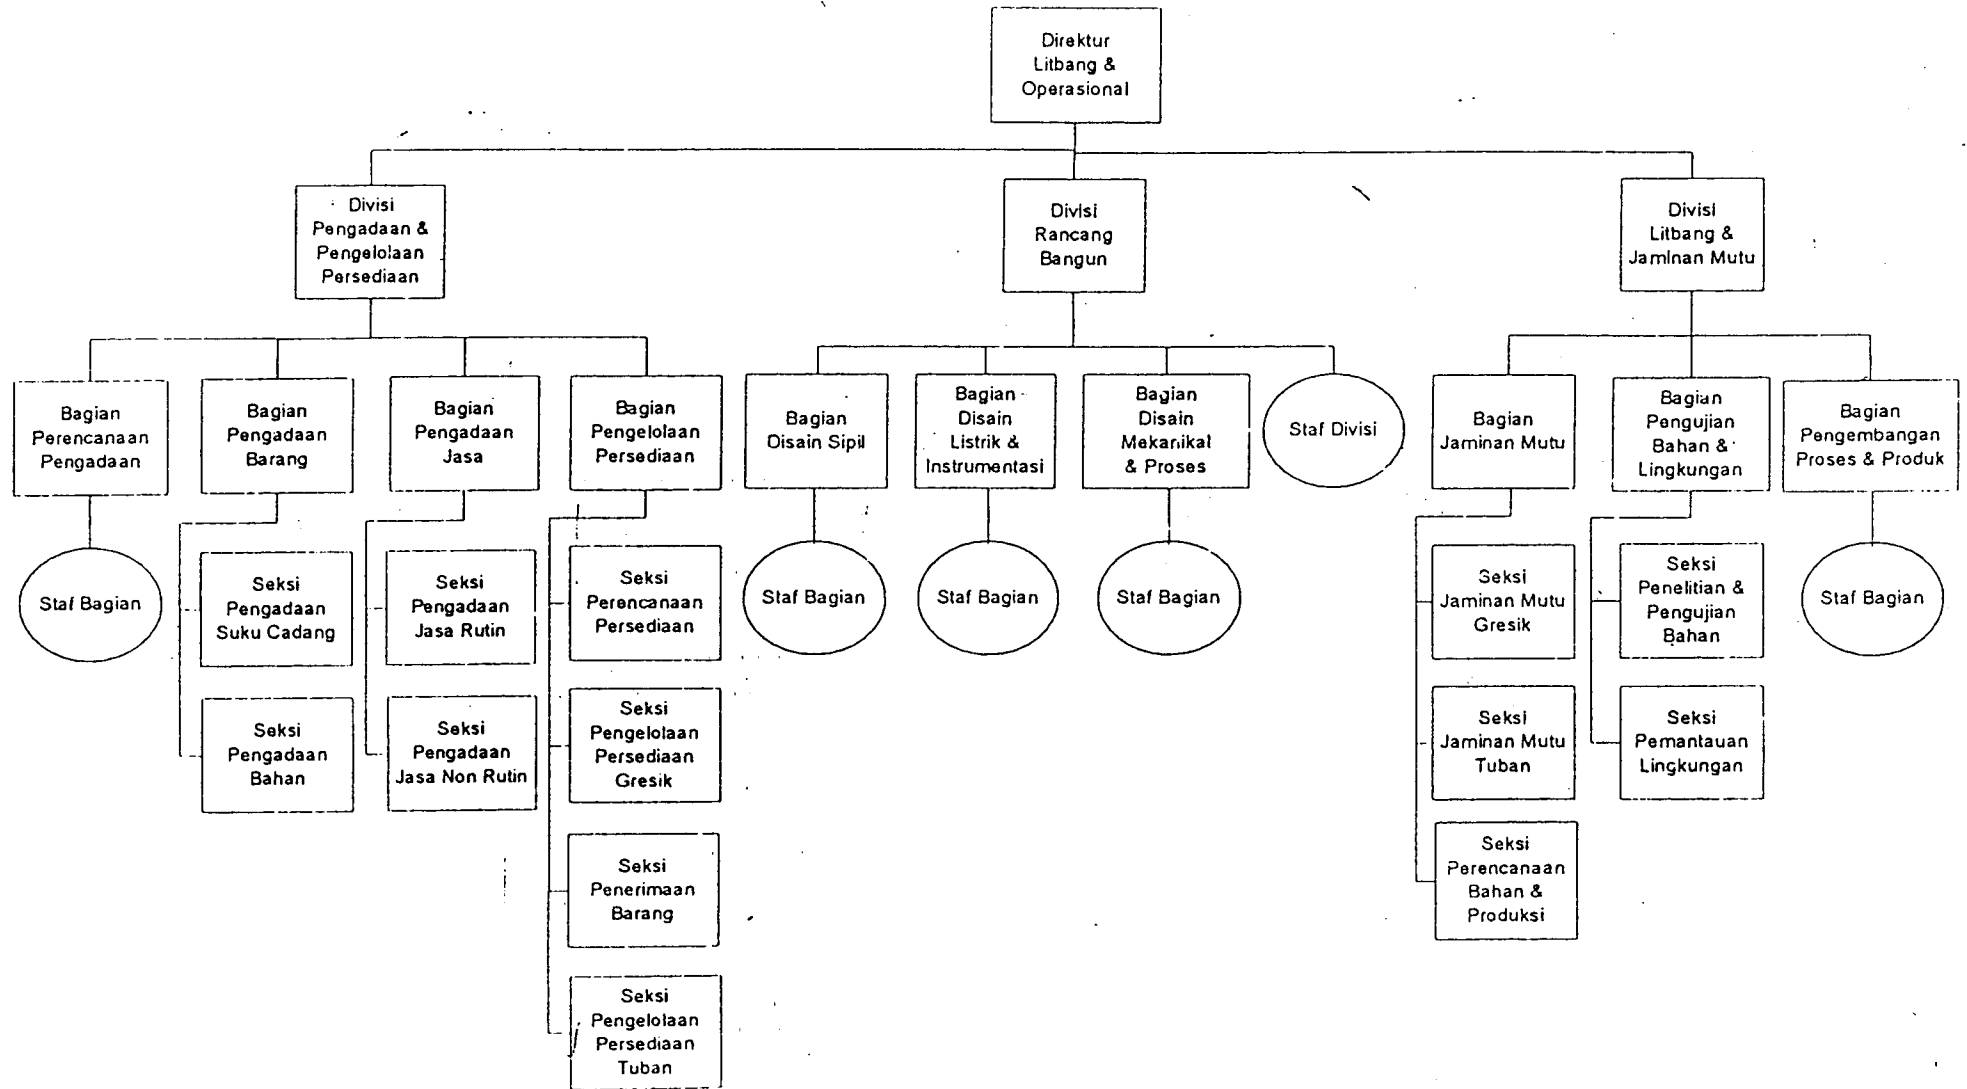 Direktur
Litbang &
Operasional
Divisi
Pengadaan &
Pengelolaan
Persediaan
Divisi
Rancang
Bangun
Divisi
Litbang &
Jaminan Mutu
Bagian
Perencanaan
Pengadaan
Bagian
Pengadaan
Barang
Bagian
Pengadaan
Jasa
Bagian
Pengelolaan
Persediaan
Bagian
Disain Sipil
Bagian
Disain
Listrik &
Instrumentasi
Bagian
Disain
Mekanikal
& Proses
Staf Divisi
Bagian
Jaminan Mutu
Bagian
Pengujian
Bahan &
Lingkungan
Bagian
Pengembangan
Proses & Produk
Staf Bagian
Seksi
Pengadaan
Suku Cadang
Seksi
Pengadaan
Jasa Rutin
Seksi
Perencanaan
Persediaan
Staf Bagian
Staf Bagian
Staf Bagian
Seksi
Jaminan Mutu
Gresik
Seksi
Penelitian &
Pengujian
Bahan
Staf Bagian
Seksi
Pengadaan
Bahan
Seksi
Pengadaan
Jasa Non Rutin
Seksi
Pengelolaan
Persediaan
Gresik
Seksi
Jaminan Mutu
Tuban
Seksi
Pemantauan
Lingkungan
Seksi
Penerimaan
Barang
Seksi
Perencanaan
Bahan &
Produksi
Seksi
Pengelolaan
Persediaan
Tuban